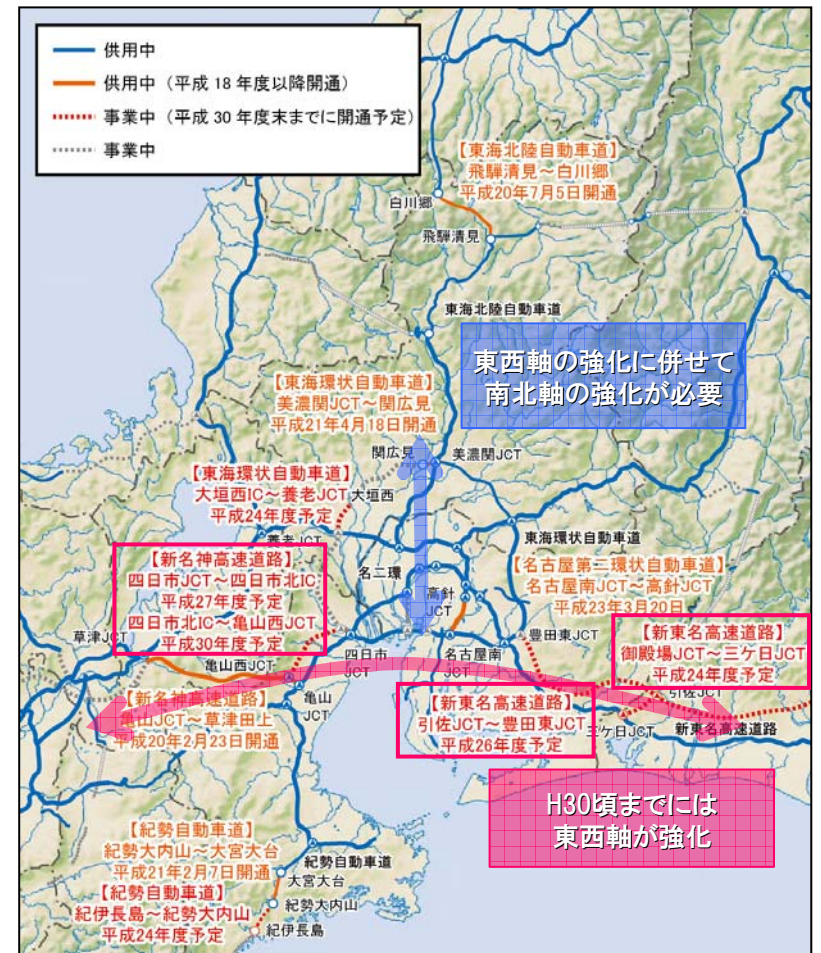 供用中
供用中（平成 18 年度以降開通）
事業中（平成 30 年度末までに開通予定）
事業中
【東海北陸自動車道】
飛騨清見～白川郷
平成20年7月5日開通
白川郷
飛騨清見
東海北陸自動車道
東西軸の強化に併せて
南北軸の強化が必要
【東海環状自動車道】
美濃関JCT～関広見
平成21年4月18日開通
関広見
美濃関JCT
【東海環状自動車道】
大垣西IC～養老JCT
平成24年度予定
大垣西
養老JCT
東海環状自動車道
【新名神高速道路】
四日市JCT～四日市北IC
平成27年度予定
四日市北IC～亀山西JCT
平成30年度予定
名二環
高針
JCT
【名古屋第二環状自動車道】
名古屋南JCT～高針JCT
平成23年3月20日
草津JCT
亀山西JCT
四日市
JCT
名古屋南
JCT
豊田東JCT
【新東名高速道路】
御殿場JCT～三ケ日JCT
平成24年度予定
引佐JCT
亀山
JCT
【新名神高速道路】
亀山JCT～草津田上
平成20年2月23日開通
【新東名高速道路】
引佐JCT～豊田東JCT
平成26年度予定
三ケ日JCT
新東名高速道路
H30頃までには
東西軸が強化
【紀勢自動車道】
紀勢大内山～大宮大台
平成21年2月7日開通
紀勢自動車道
大宮大台
【紀勢自動車道】
紀伊長島～紀勢大内山
平成24年度予定
紀勢大内山
紀伊長島